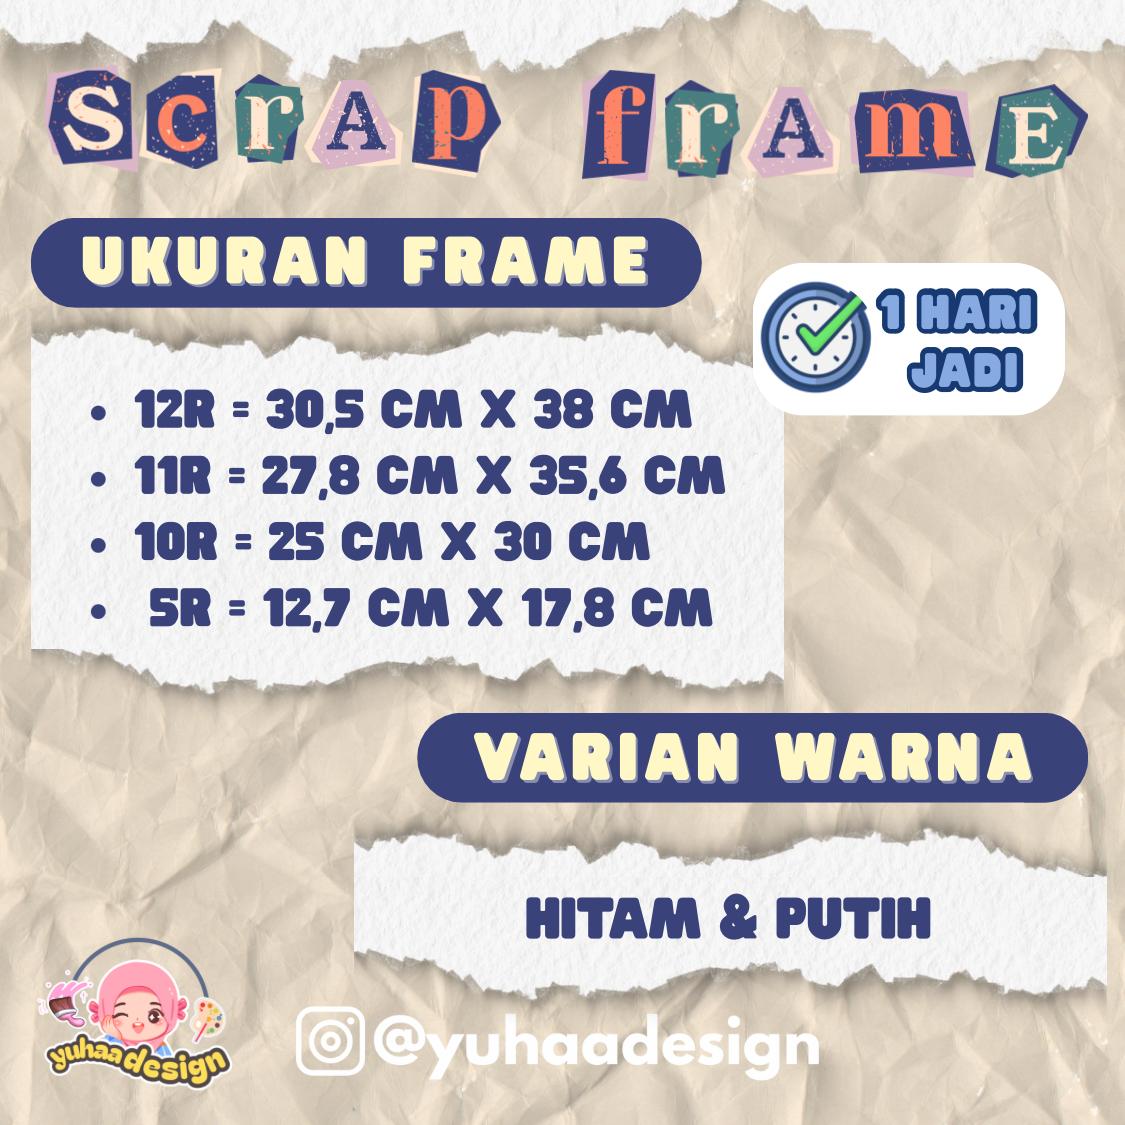 ScrAp frAmE
UKURAN FRAME
1 HARI
JADI
• 12R = 30,5 CM X 38 CM
• 11R = 27,8 CM X 35,6 CM
• 10R = 25 CM X 30 CM
• 5R = 12,7 CM X 17,8 CM
VARIAN WARNA
HITAM & PUTIH
yuhaadesign
@yuhaadesign